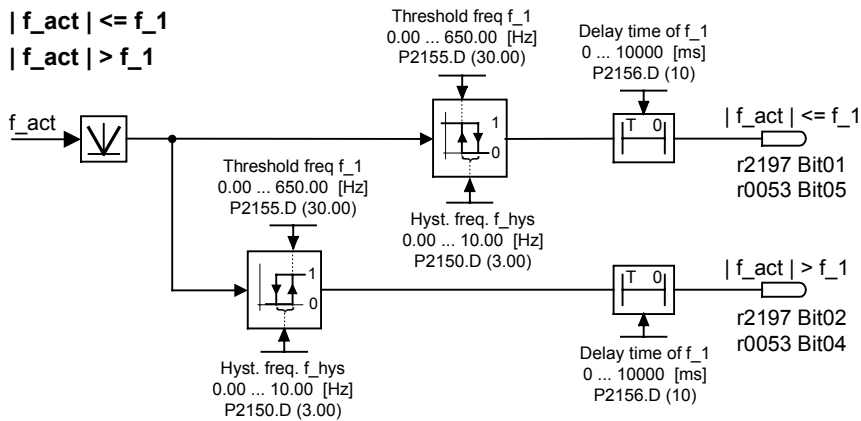 | f_act | <= f_1
| f_act | > f_1
Threshold freq f_1
0.00 ... 650.00 [Hz]
P2155.D (30.00)
Delay time of f_1
0 ... 10000 [ms]
P2156.D (10)
f_act
1
0
T 0
| f_act | <= f_1
r2197 Bit01
r0053 Bit05
Hyst. freq. f_hys
0.00 ... 10.00 [Hz]
P2150.D (3.00)
Threshold freq f_1
0.00 ... 650.00 [Hz]
P2155.D (30.00)
1
0
T 0
| f_act | > f_1
r2197 Bit02
r0053 Bit04
Hyst. freq. f_hys
0.00 ... 10.00 [Hz]
P2150.D (3.00)
Delay time of f_1
0 ... 10000 [ms]
P2156.D (10)